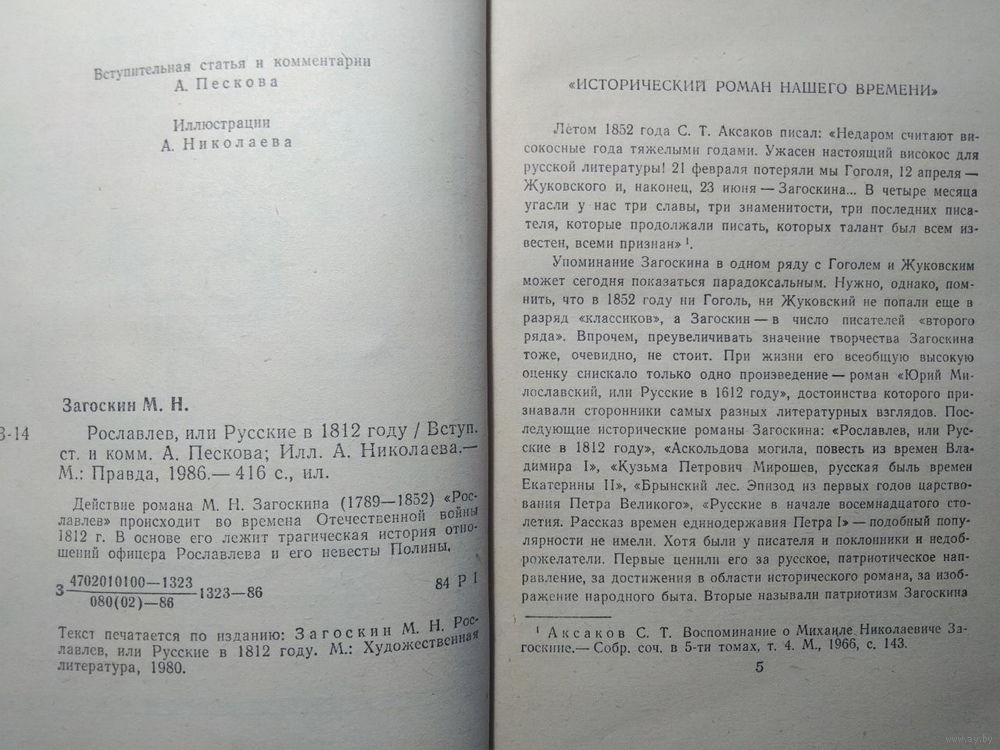 Вступительная статья и комментарии
А. Пескова
Иллюстрации
А. Николаева
Загоскин М. Н.
З-14
Рославлев, или Русские в 1812 году / Вступ.
ст. и комм. А. Пескова; Илл. А. Николаева.—
М.: Правда, 1986.— 416 с., ил.
Действие романа М. Н. Загоскина (1789—1852) «Рос-
лавлев» происходит во времена Отечественной войны
1812 г. В основе его лежит трагическая история отно-
шений офицера Рославлева и его невесты Полины.
З 4702010100—1323
080(02)—86
1323—86
84 Р 1
Текст печатается по изданию: Загоскин М. Н. Рос-
лавлев, или Русские в 1812 году. М.: Художественная
литература, 1980.
«ИСТОРИЧЕСКИЙ РОМАН НАШЕГО ВРЕМЕНИ»
Летом 1852 года С. Т. Аксаков писал: «Недаром считают ви-
сокосные года тяжелыми годами. Ужасен настоящий високос для
русской литературы! 21 февраля потеряли мы Гоголя, 12 апреля —
Жуковского и, наконец, 23 июня — Загоскина... В четыре месяца
угасли у нас три славы, три знаменитости, три последних писа-
теля, которые продолжали писать, которых талант был всем из-
вестен, всеми признан» ¹.
Упоминание Загоскина в одном ряду с Гоголем и Жуковским
может сегодня показаться парадоксальным. Нужно, однако, пом-
нить, что в 1852 году ни Гоголь, ни Жуковский не попали еще в
разряд «классиков», а Загоскин — в число писателей «второго
ряда». Впрочем, преувеличивать значение творчества Загоскина
тоже, очевидно, не стоит. При жизни его всеобщую высокую
оценку снискало только одно произведение — роман «Юрий Ми-
лославский, или Русские в 1612 году», достоинства которого при-
знавали сторонники самых разных литературных взглядов. Пос-
ледующие исторические романы Загоскина: «Рославлев, или Рус-
ские в 1812 году», «Аскольдова могила, повесть из времен Вла-
димира I», «Кузьма Петрович Мирошев, русская быль времен
Екатерины II», «Брынский лес. Эпизод из первых годов царство-
вания Петра Великого», «Русские в начале восемнадцатого сто-
летия. Рассказ времен единодержавия Петра I» — подобной попу-
лярности не имели. Хотя были у писателя и поклонники и недоб-
рожелатели. Первые ценили его за русское, патриотическое нап-
равление, за достижения в области исторического романа, за изоб-
ражение народного быта. Вторые называли патриотизм Загоскина
¹ Аксаков С. Т. Воспоминание о Михаиле Николаевиче За-
госкине.— Собр. соч. в 5-ти томах, т. 4. М., 1966, с. 143.
5
www.ay.by